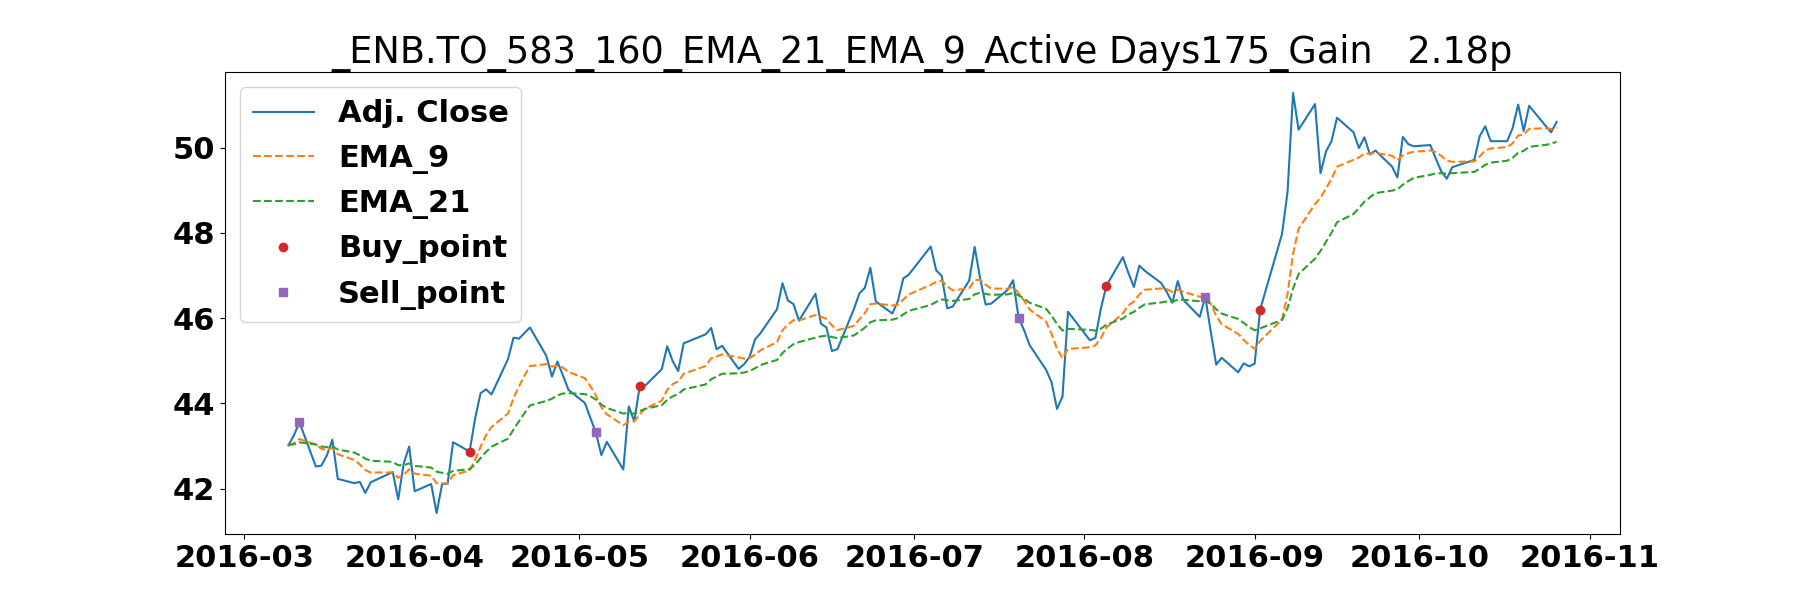 _ENB.TO_583_160_EMA_21_EMA_9_Active Days175_Gain   2.18p
Adj. Close
EMA_9
EMA_21
Buy_point
Sell_point
50
48
46
44
42
2016-03 2016-04 2016-05 2016-06 2016-07 2016-08 2016-09 2016-10 2016-11